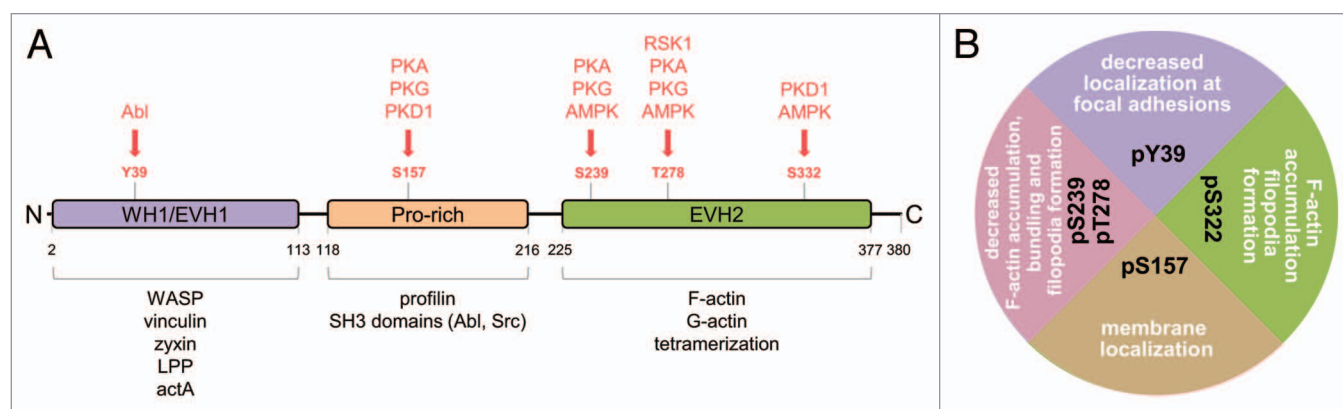 A
Abl
Y39
PKA
PKG
PKD1
S157
PKA
PKG
AMPK
S239
RSK1
PKA
PKG
AMPK
T278
PKD1
AMPK
S332
N
WH1/EVH1
Pro-rich
EVH2
C
2
113
118
216
225
377
380
WASP
vinculin
zyxin
LPP
actA
profilin
SH3 domains (Abl, Src)
F-actin
G-actin
tetramerization
B
decreased
localization at
focal adhesions
pY39
F-actin
accumulation
filopodia
formation
pS322
pS157
membrane
localization
decreased
F-actin accumulation,
bundling and
filopodia formation
pS239
pT278